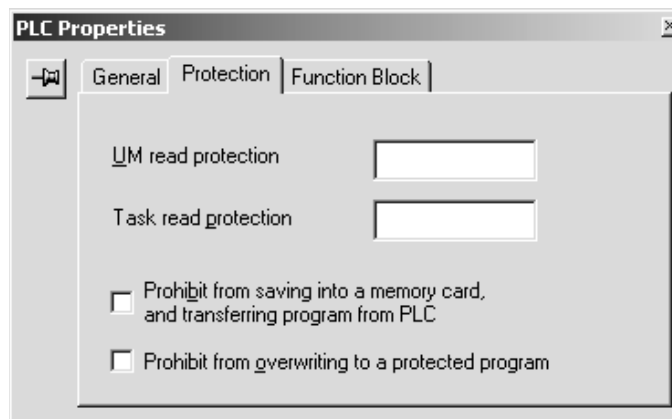 PLC Properties
General Protection Function Block
UM read protection
Task read protection
Prohibit from saving into a memory card,
and transferring program from PLC
Prohibit from overwriting to a protected program